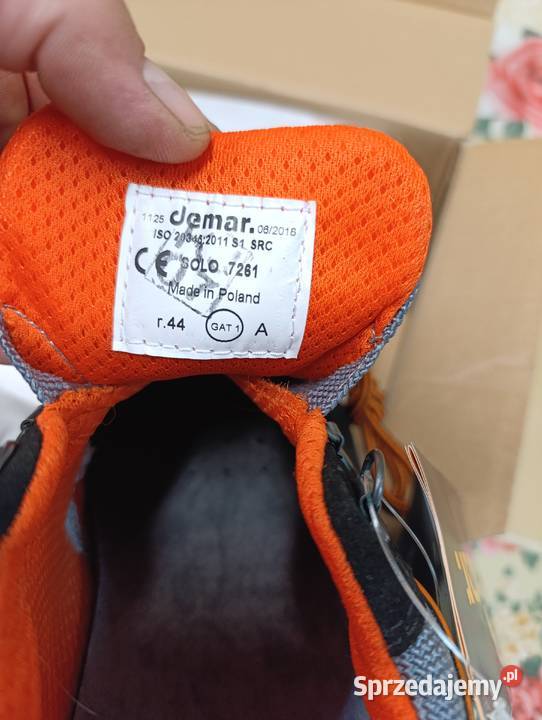 1125 demar. 06/2016
ISO 20345:2011 S1 SRC
CE SOLO 7261
Made in Poland
r.44 GAT 1 A
Sprzedajemy.pl